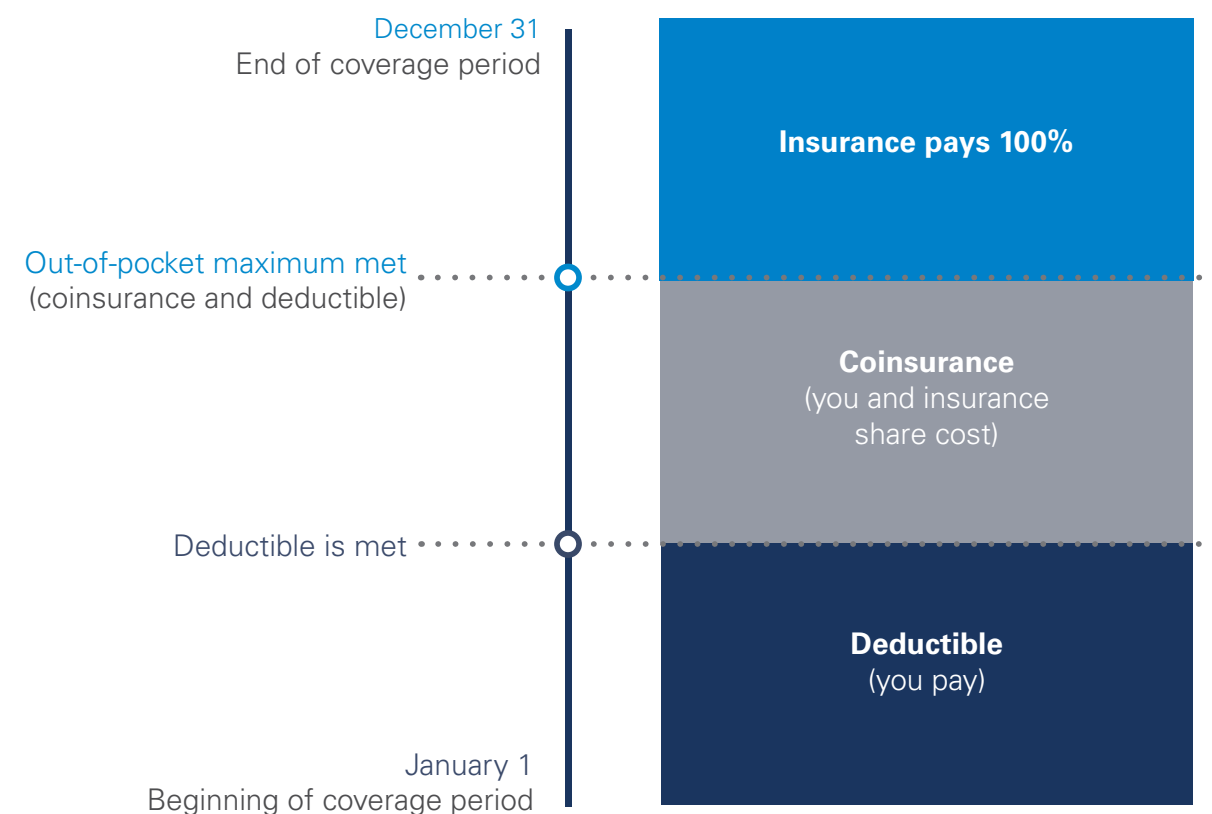 December 31
End of coverage period
Insurance pays 100%
Out-of-pocket maximum met
(coinsurance and deductible)
Coinsurance
(you and insurance
share cost)
Deductible is met
Deductible
(you pay)
January 1
Beginning of coverage period